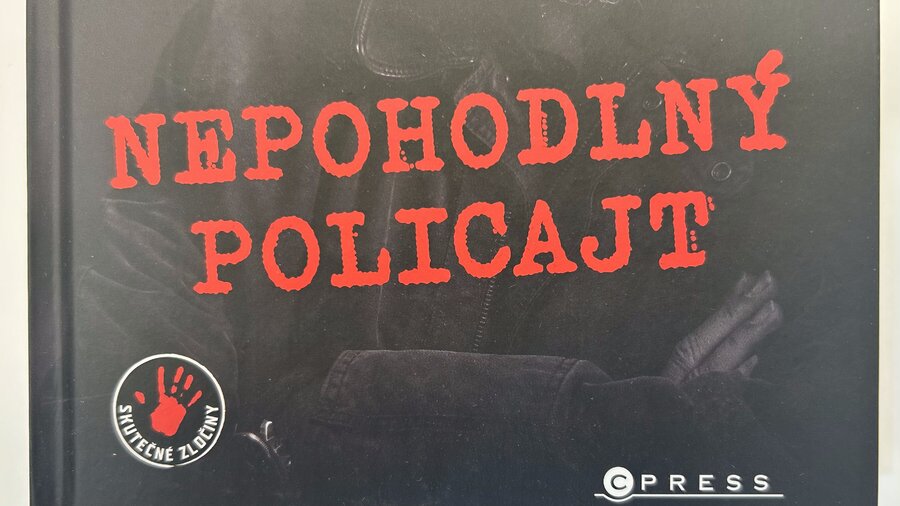 NEPOHODLNÝ
POLICAJT
SKUTEČNÉ ZLOČINY
CPRESS